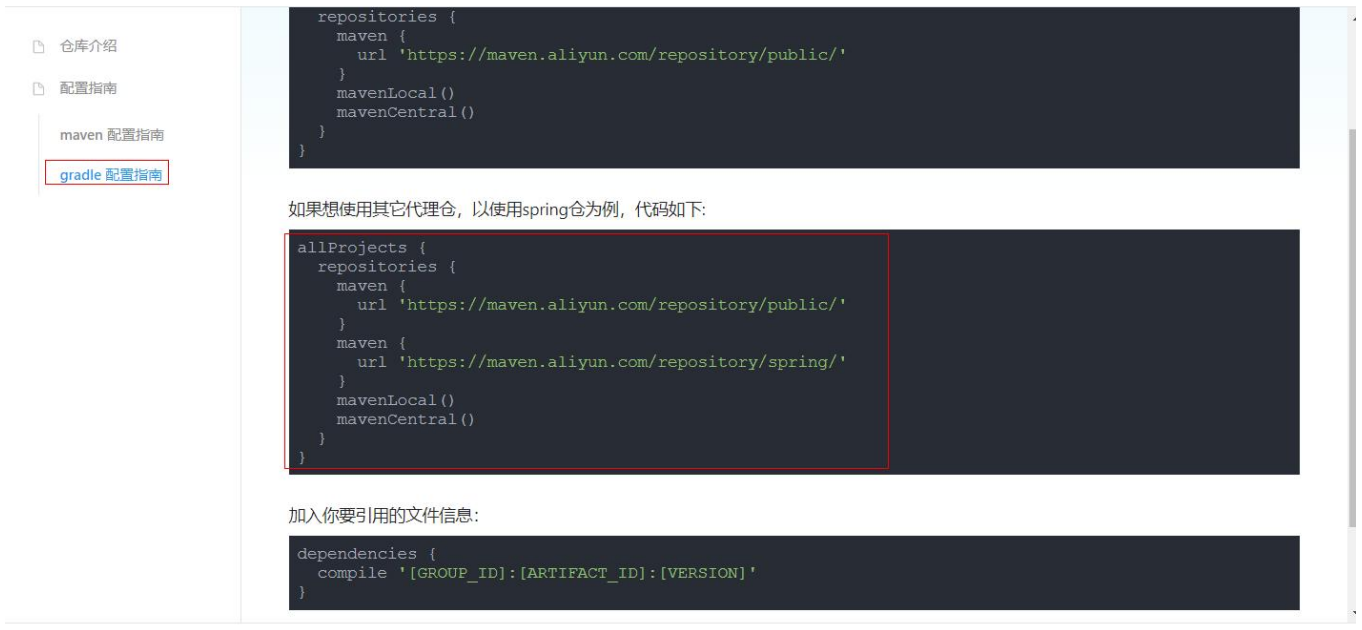 仓库介绍
配置指南
maven 配置指南
gradle 配置指南
repositories {
maven {
url 'https://maven.aliyun.com/repository/public/'
}
mavenLocal()
mavenCentral()
}
}
如果想使用其它代理仓，以使用spring仓为例，代码如下:
allProjects {
repositories {
maven {
url 'https://maven.aliyun.com/repository/public/'
}
maven {
url 'https://maven.aliyun.com/repository/spring/'
}
mavenLocal()
mavenCentral()
}
}
加入你要引用的文件信息：
dependencies {
compile '[GROUP_ID]:[ARTIFACT_ID]:[VERSION]'
}